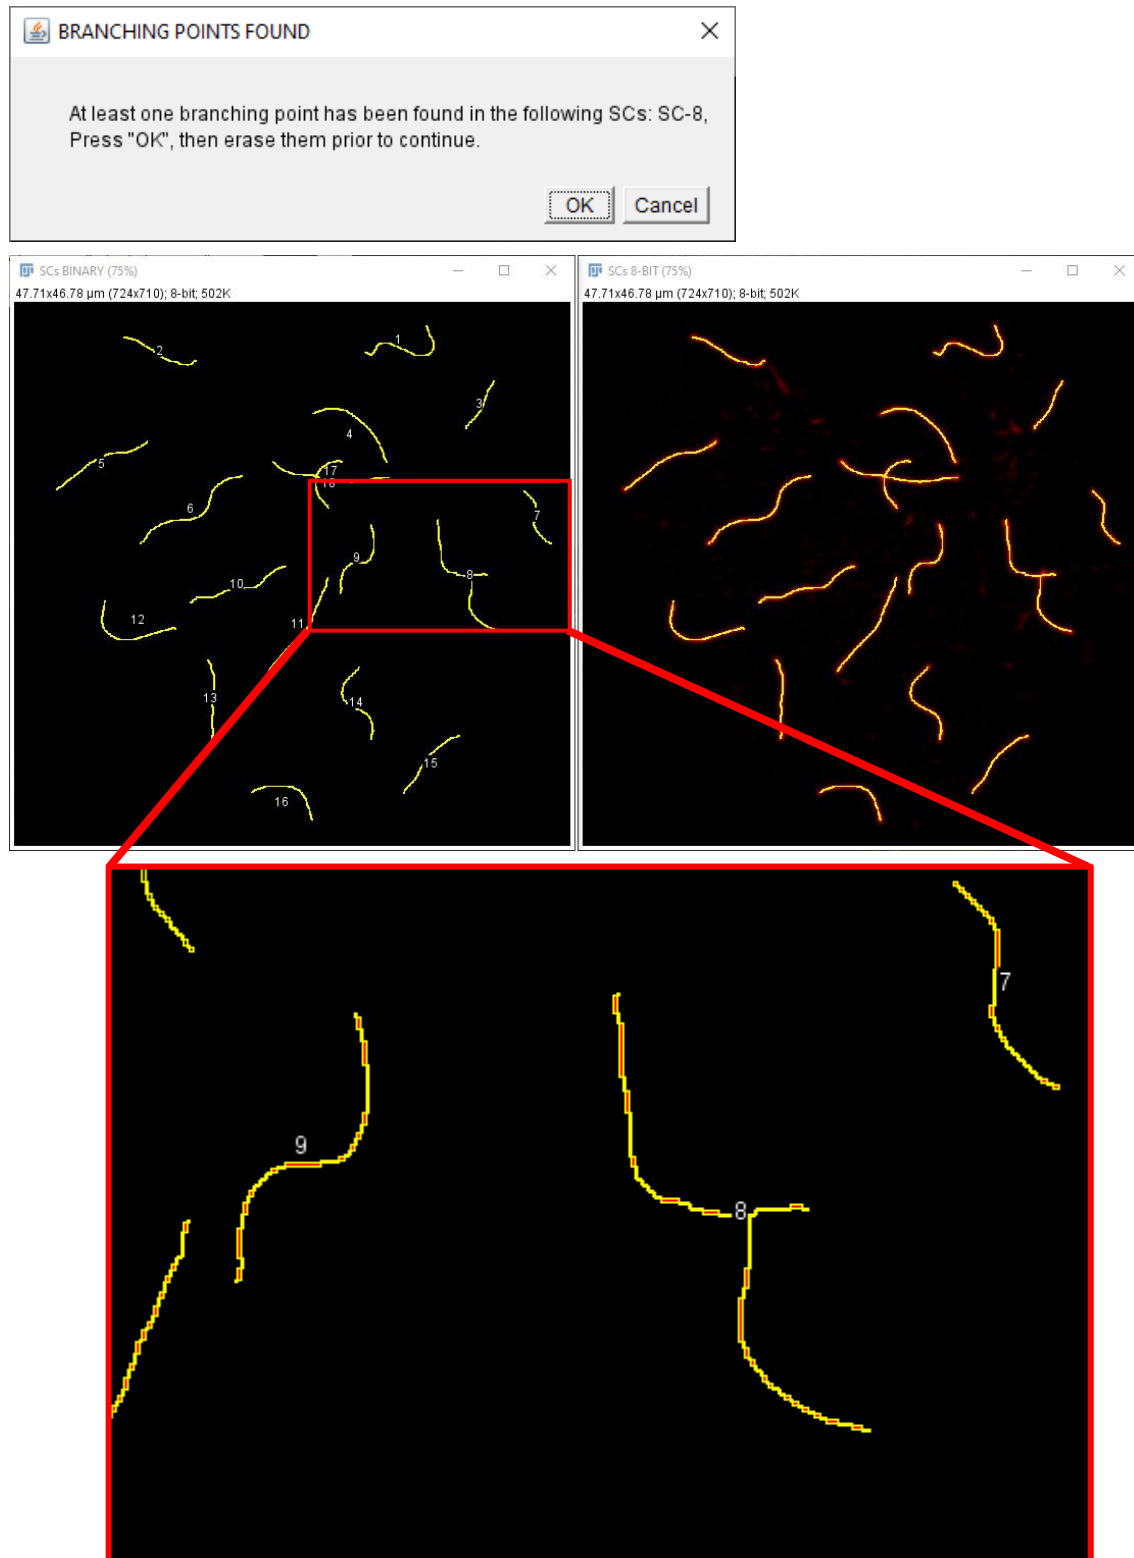 BRANCHING POINTS FOUND
At least one branching point has been found in the following SCs: SC-8,
Press "OK", then erase them prior to continue.
OK Cancel
SCs BINARY (75%)
47.71x46.78 µm (724x710); 8-bit; 502K
SCs 8-BIT (75%)
47.71x46.78 µm (724x710); 8-bit; 502K
1
2
3
4
5
17
18
6
7
9
8
10
11
12
13
14
15
16
7
9
8